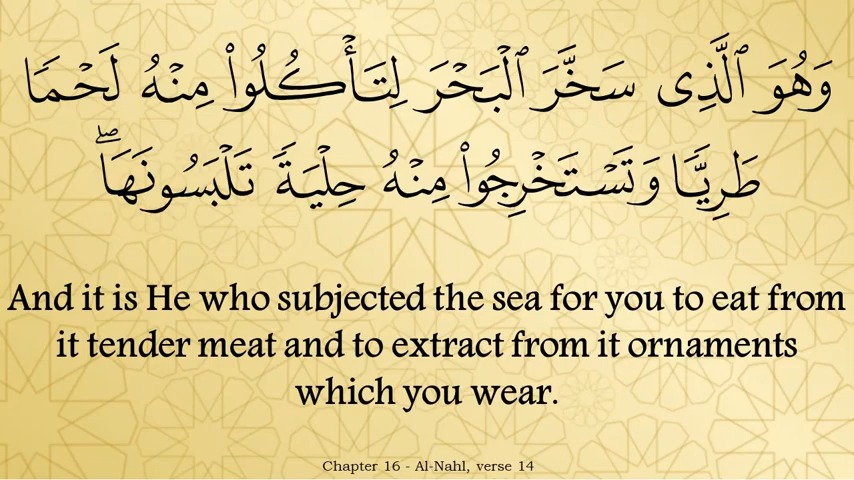 وَهُوَ ٱلَّذِى سَخَّرَ ٱلْبَحْرَ لِتَأْكُلُوا۟ مِنْهُ لَحْمًا
طَرِيًّا وَتَسْتَخْرِجُوا۟ مِنْهُ حِلْيَةً تَلْبَسُونَهَا ۖ
And it is He who subjected the sea for you to eat from
it tender meat and to extract from it ornaments
which you wear.
Chapter 16 - Al-Nahl, verse 14